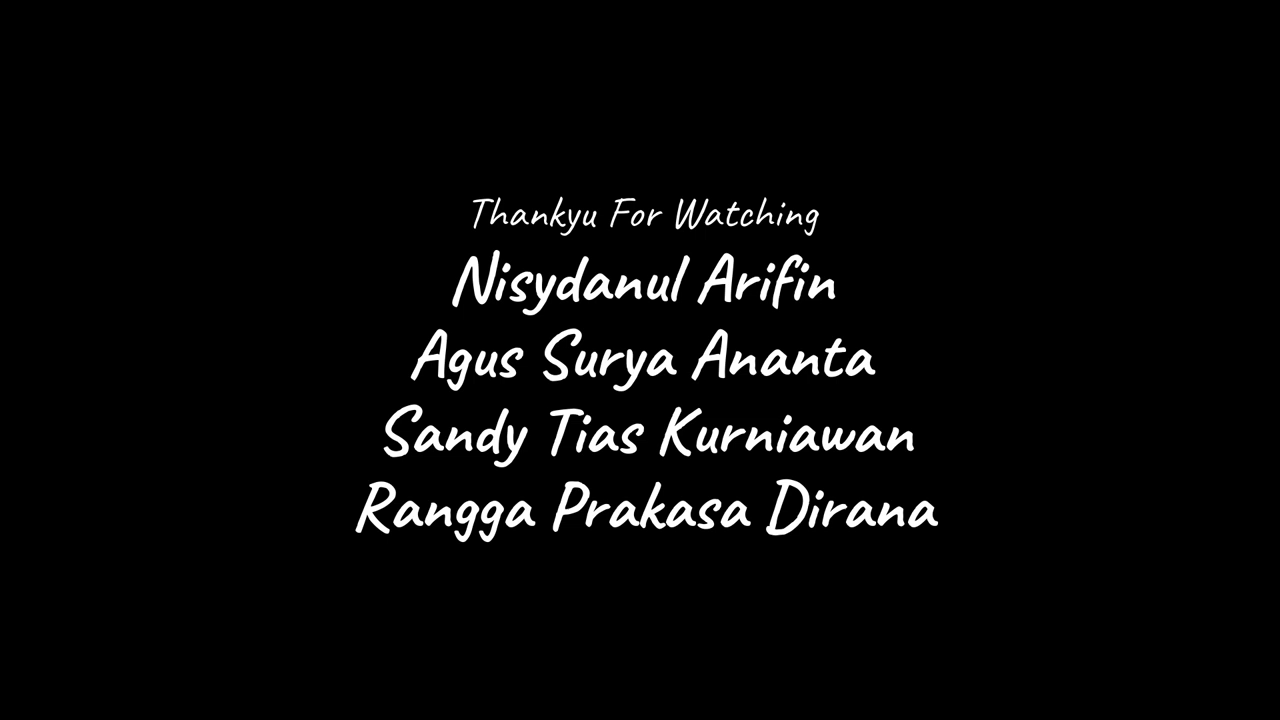 Thankyu For Watching
Nisydanul Arifin
Agus Surya Ananta
Sandy Tias Kurniawan
Rangga Prakasa Dirana